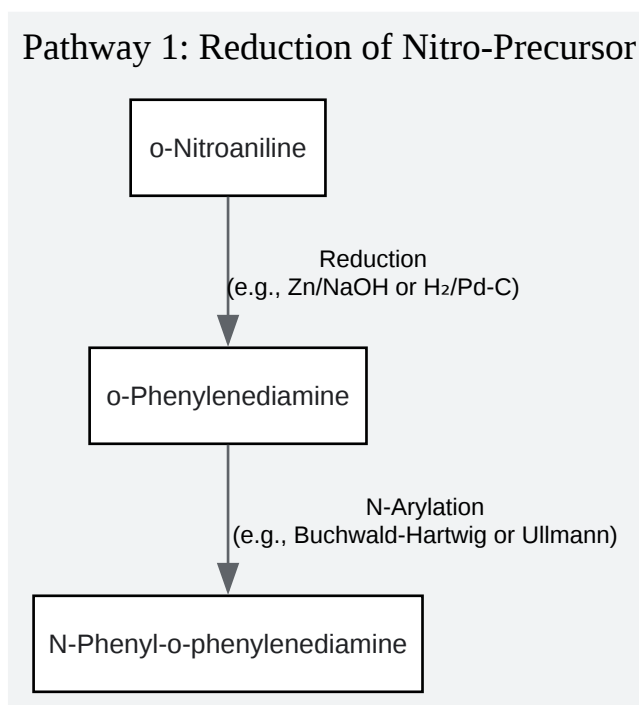 Pathway 1: Reduction of Nitro-Precursor
o-Nitroaniline
Reduction
(e.g., Zn/NaOH or H₂/Pd-C)
o-Phenylenediamine
N-Arylation
(e.g., Buchwald-Hartwig or Ullmann)
N-Phenyl-o-phenylenediamine